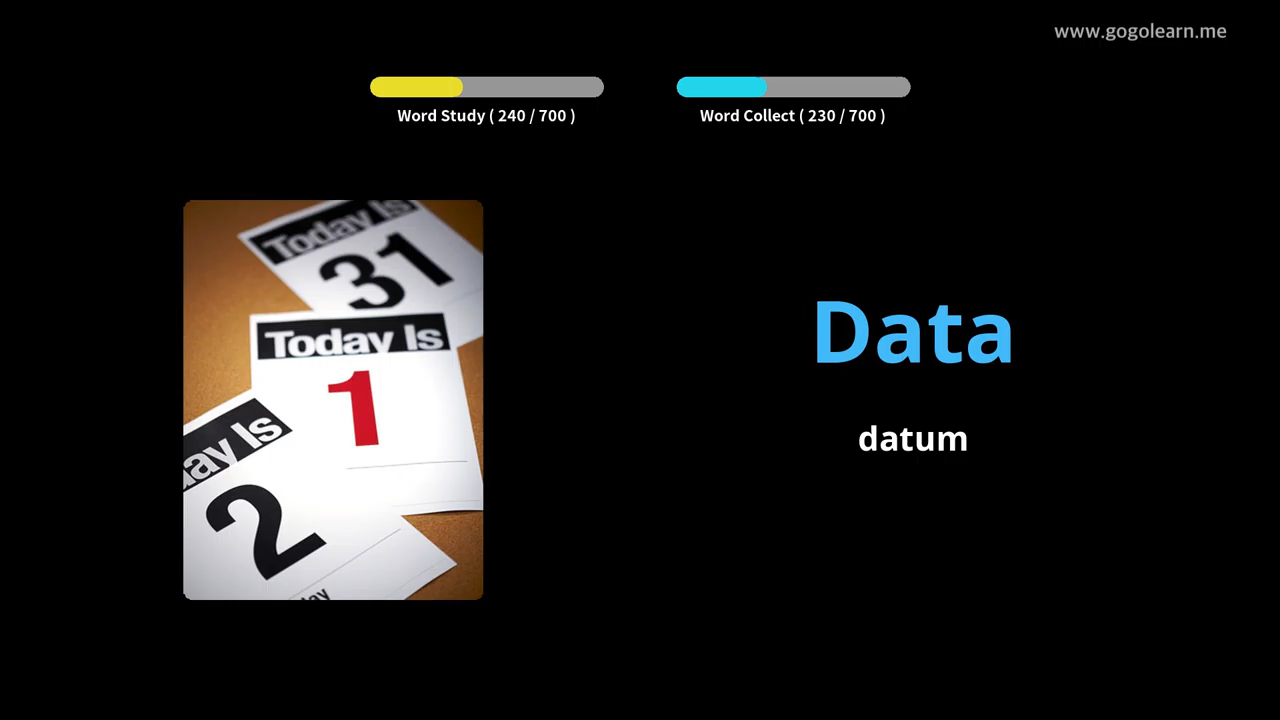 www.gogolearn.me
Word Study ( 240 / 700 )
Word Collect ( 230 / 700 )
Today Is
31
Today Is
1
ay Is
2
Data
datum